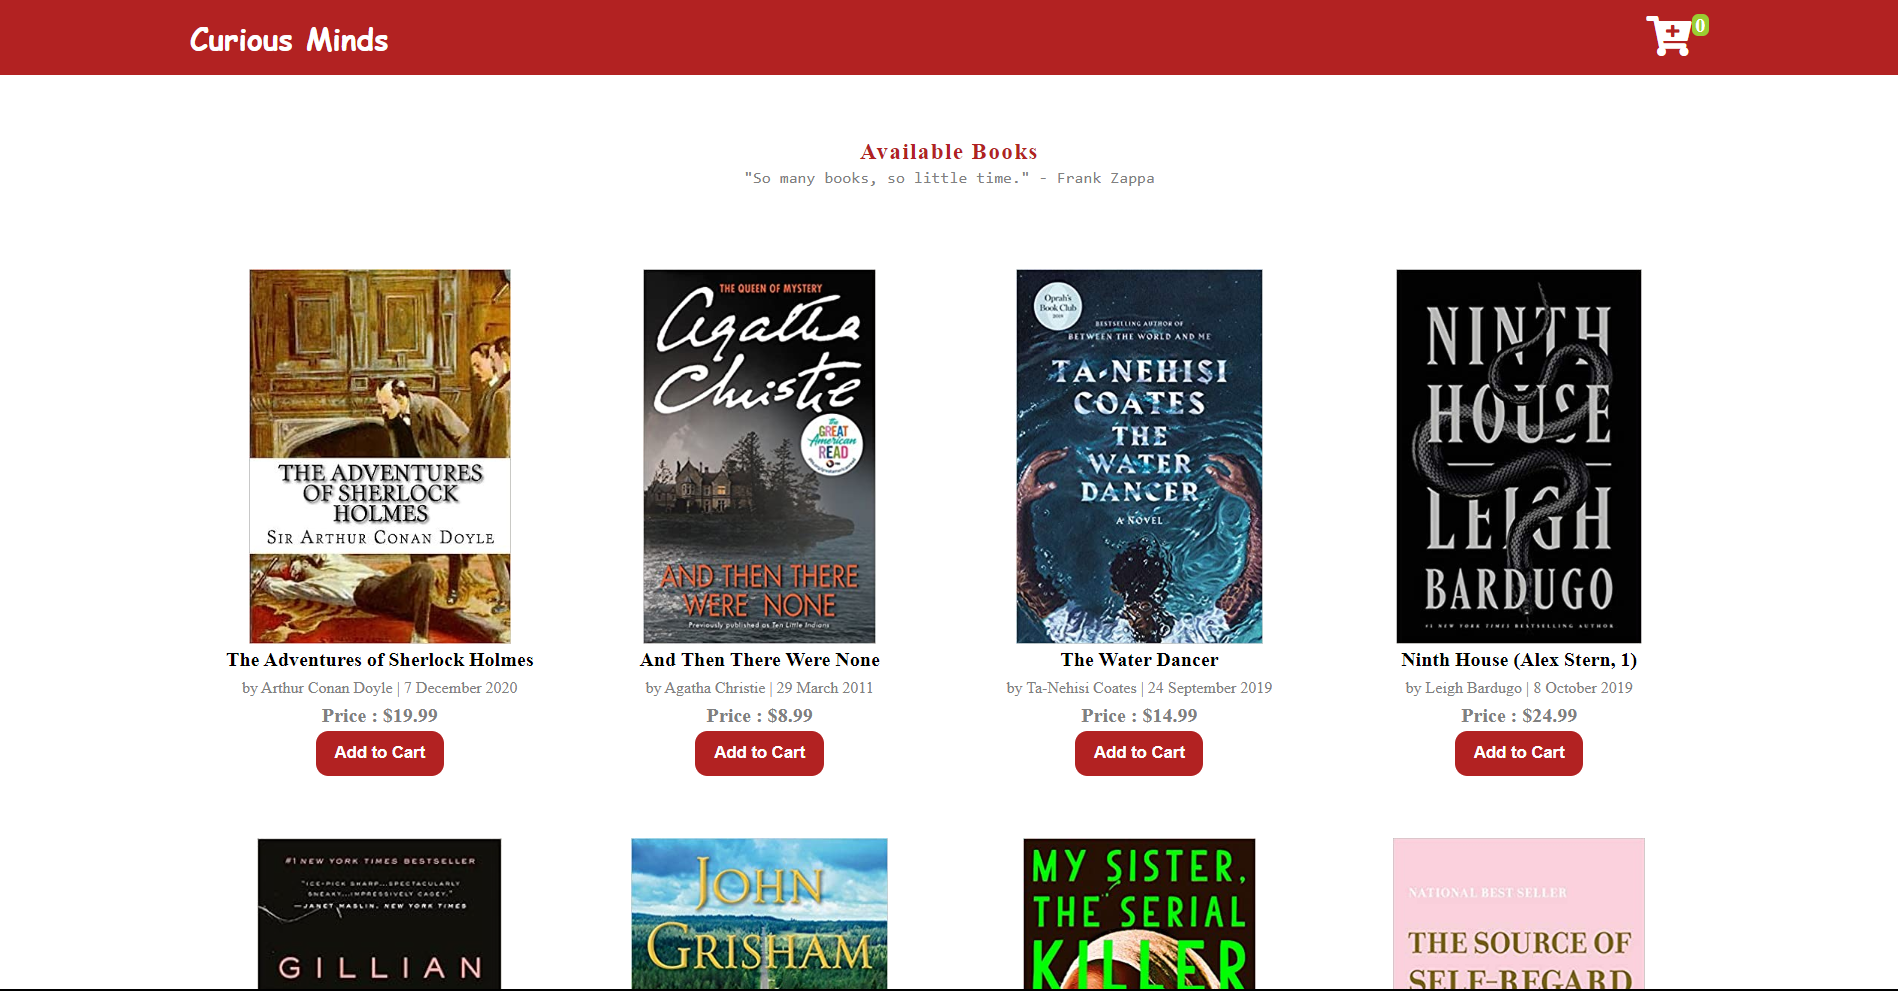 Curious Minds
0
Available Books
"So many books, so little time." - Frank Zappa
THE ADVENTURES
OF SHERLOCK
HOLMES
SIR ARTHUR CONAN DOYLE
The Adventures of Sherlock Holmes
by Arthur Conan Doyle | 7 December 2020
Price : $19.99
Add to Cart
THE QUEEN OF MYSTERY
Agatha
Christie
the
GREAT
American
READ
AND THEN THERE
WERE NONE
Previously published as Ten Little Indians
And Then There Were None
by Agatha Christie | 29 March 2011
Price : $8.99
Add to Cart
Oprah's
Book Club
2019
BESTSELLING AUTHOR OF
BETWEEN THE WORLD AND ME
TA-NEHISI
COATES
THE
WATER
DANCER
A NOVEL
The Water Dancer
by Ta-Nehisi Coates | 24 September 2019
Price : $14.99
Add to Cart
NINTH
HOUSE
LEIGH
BARDUGO
#1 NEW YORK TIMES BESTSELLING AUTHOR
Ninth House (Alex Stern, 1)
by Leigh Bardugo | 8 October 2019
Price : $24.99
Add to Cart
#1 NEW YORK TIMES BESTSELLER
"ICE-PICK SHARP...SPECTACULARLY
SNEAKY...IMPRESSIVELY CAGEY."
—JANET MASLIN, NEW YORK TIMES
GILLIAN
JOHN
GRISHAM
MY SISTER,
THE SERIAL
KILLER
NATIONAL BEST SELLER
THE SOURCE OF
SELF-REGARD